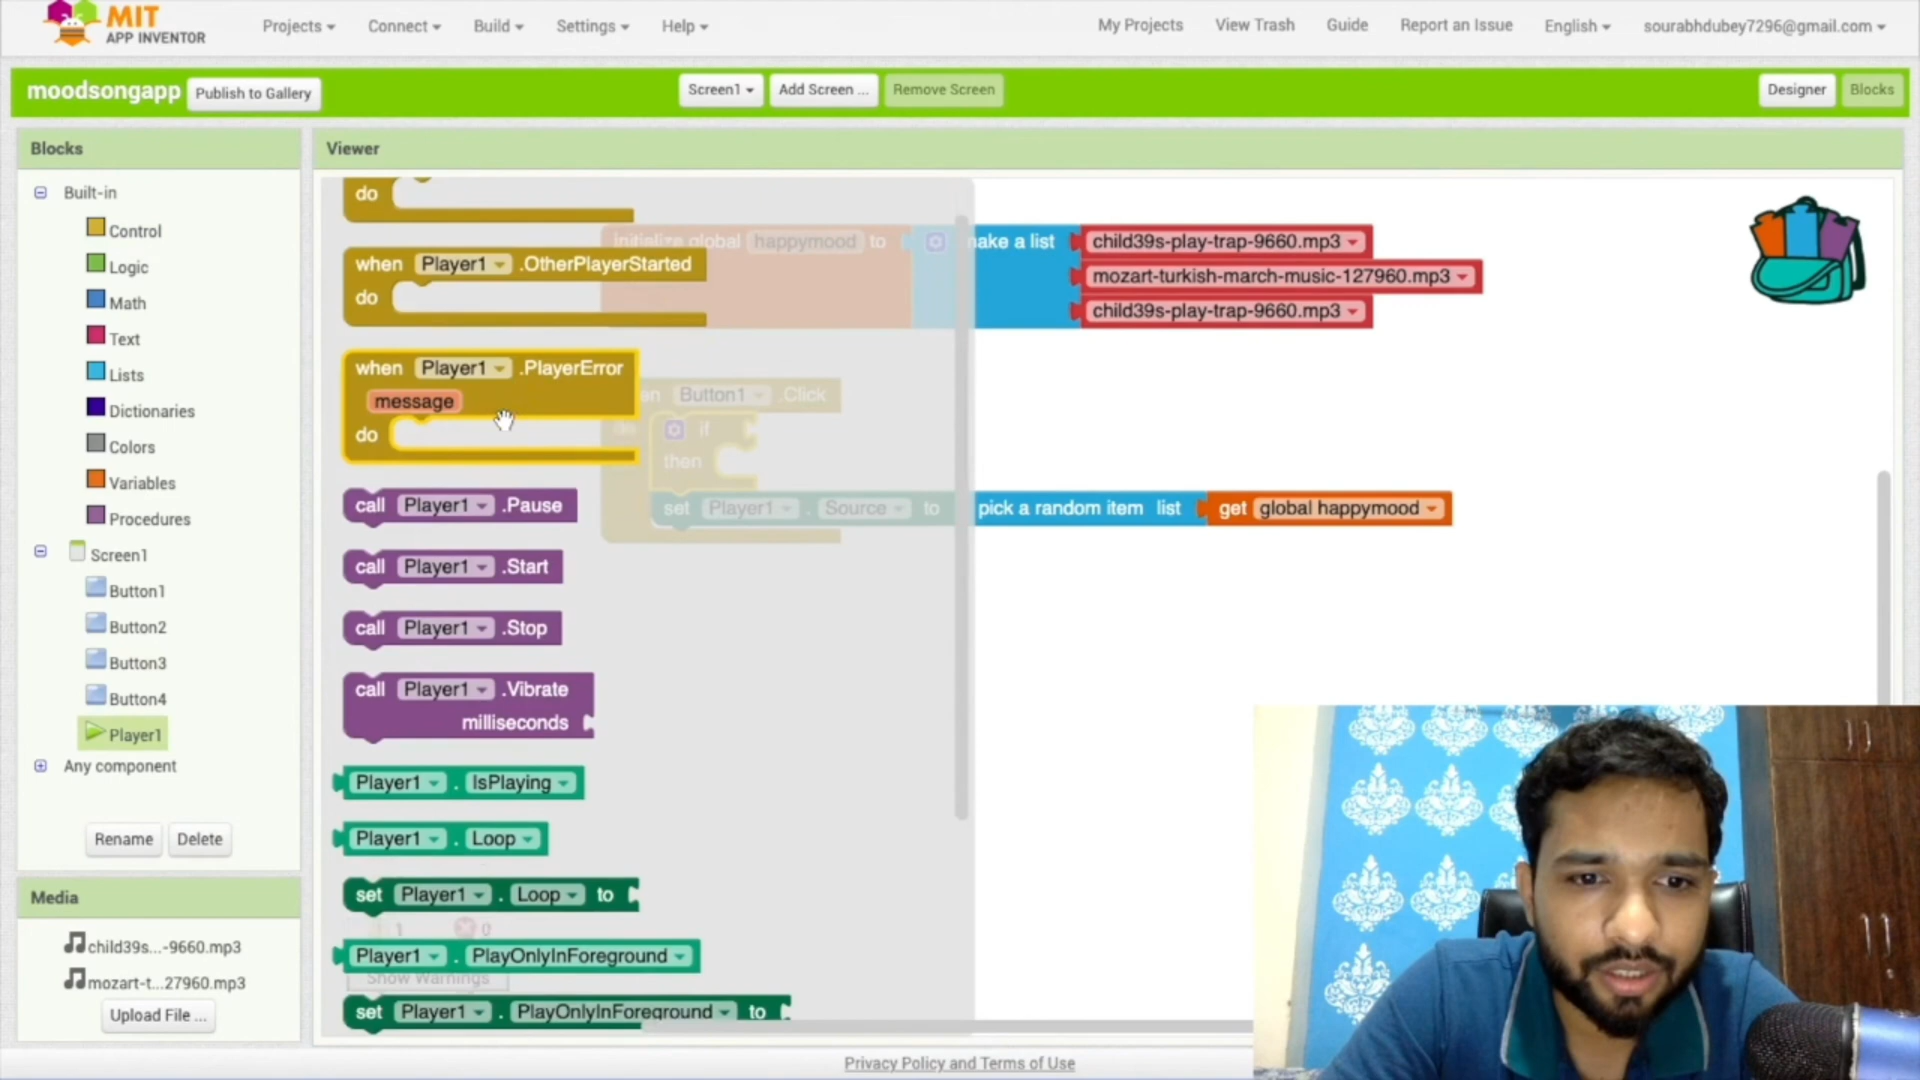 MIT
APP INVENTOR
Projects
Connect
Build
Settings
Help
My Projects
View Trash
Guide
Report an Issue
English
sourabhdubey7296@gmail.com
moodsongapp
Publish to Gallery
Screen1
Add Screen ...
Remove Screen
Designer
Blocks
Blocks
Viewer
Built-in
Control
Logic
Math
Text
Lists
Dictionaries
Colors
Variables
Procedures
Screen1
Button1
Button2
Button3
Button4
Player1
Any component
Rename
Delete
Media
child39s...-9660.mp3
mozart-t...27960.mp3
Upload File ...
do
when Player1 .OtherPlayerStarted
do
when Player1 .PlayerError
message
do
call Player1 .Pause
call Player1 .Start
call Player1 .Stop
call Player1 .Vibrate
milliseconds
Player1 . IsPlaying
Player1 . Loop
set Player1 . Loop to
1 0
Player1 . PlayOnlyInForeground
Show Warnings
set Player1 . PlayOnlyInForeground to
initialize global happymood to make a list child39s-play-trap-9660.mp3
mozart-turkish-march-music-127960.mp3
child39s-play-trap-9660.mp3
Button1 .Click
if
then
set Player1 . Source to pick a random item list get global happymood
Privacy Policy and Terms of Use